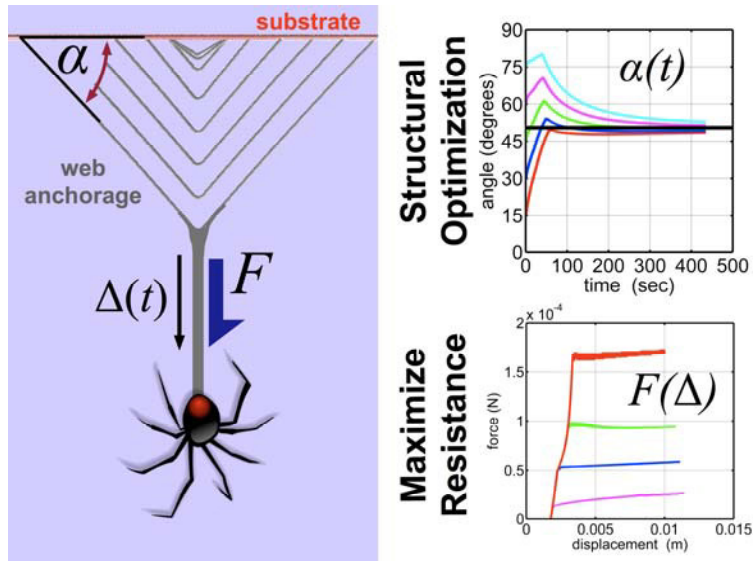 substrate
α
web
anchorage
Δ(t)
F
Structural
Optimization
angle (degrees)
90
75
60
45
30
15
0
α(t)
0 100 200 300 400 500
time (sec)
Maximize
Resistance
force (N)
x 10⁻⁴
2
1.5
1
0.5
0
F(Δ)
0 0.005 0.01 0.015
displacement (m)